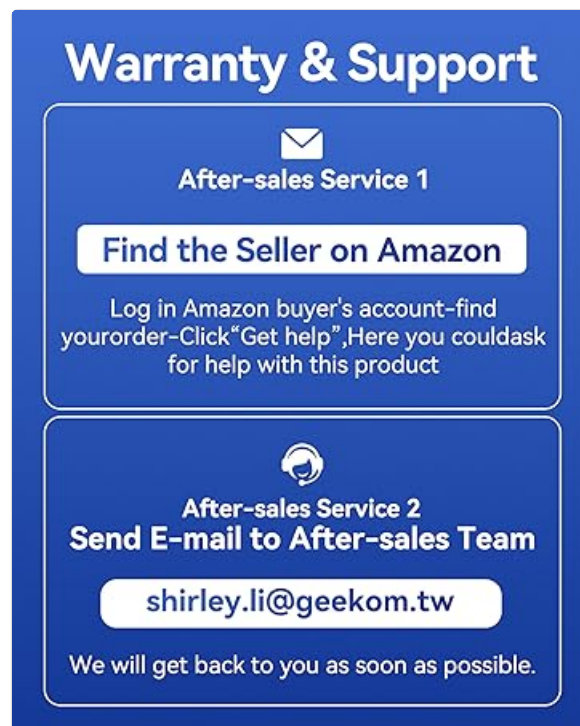 Warranty & Support
After-sales Service 1
Find the Seller on Amazon
Log in Amazon buyer's account-find
yourorder-Click“Get help”,Here you couldask
for help with this product
After-sales Service 2
Send E-mail to After-sales Team
shirley.li@geekom.tw
We will get back to you as soon as possible.